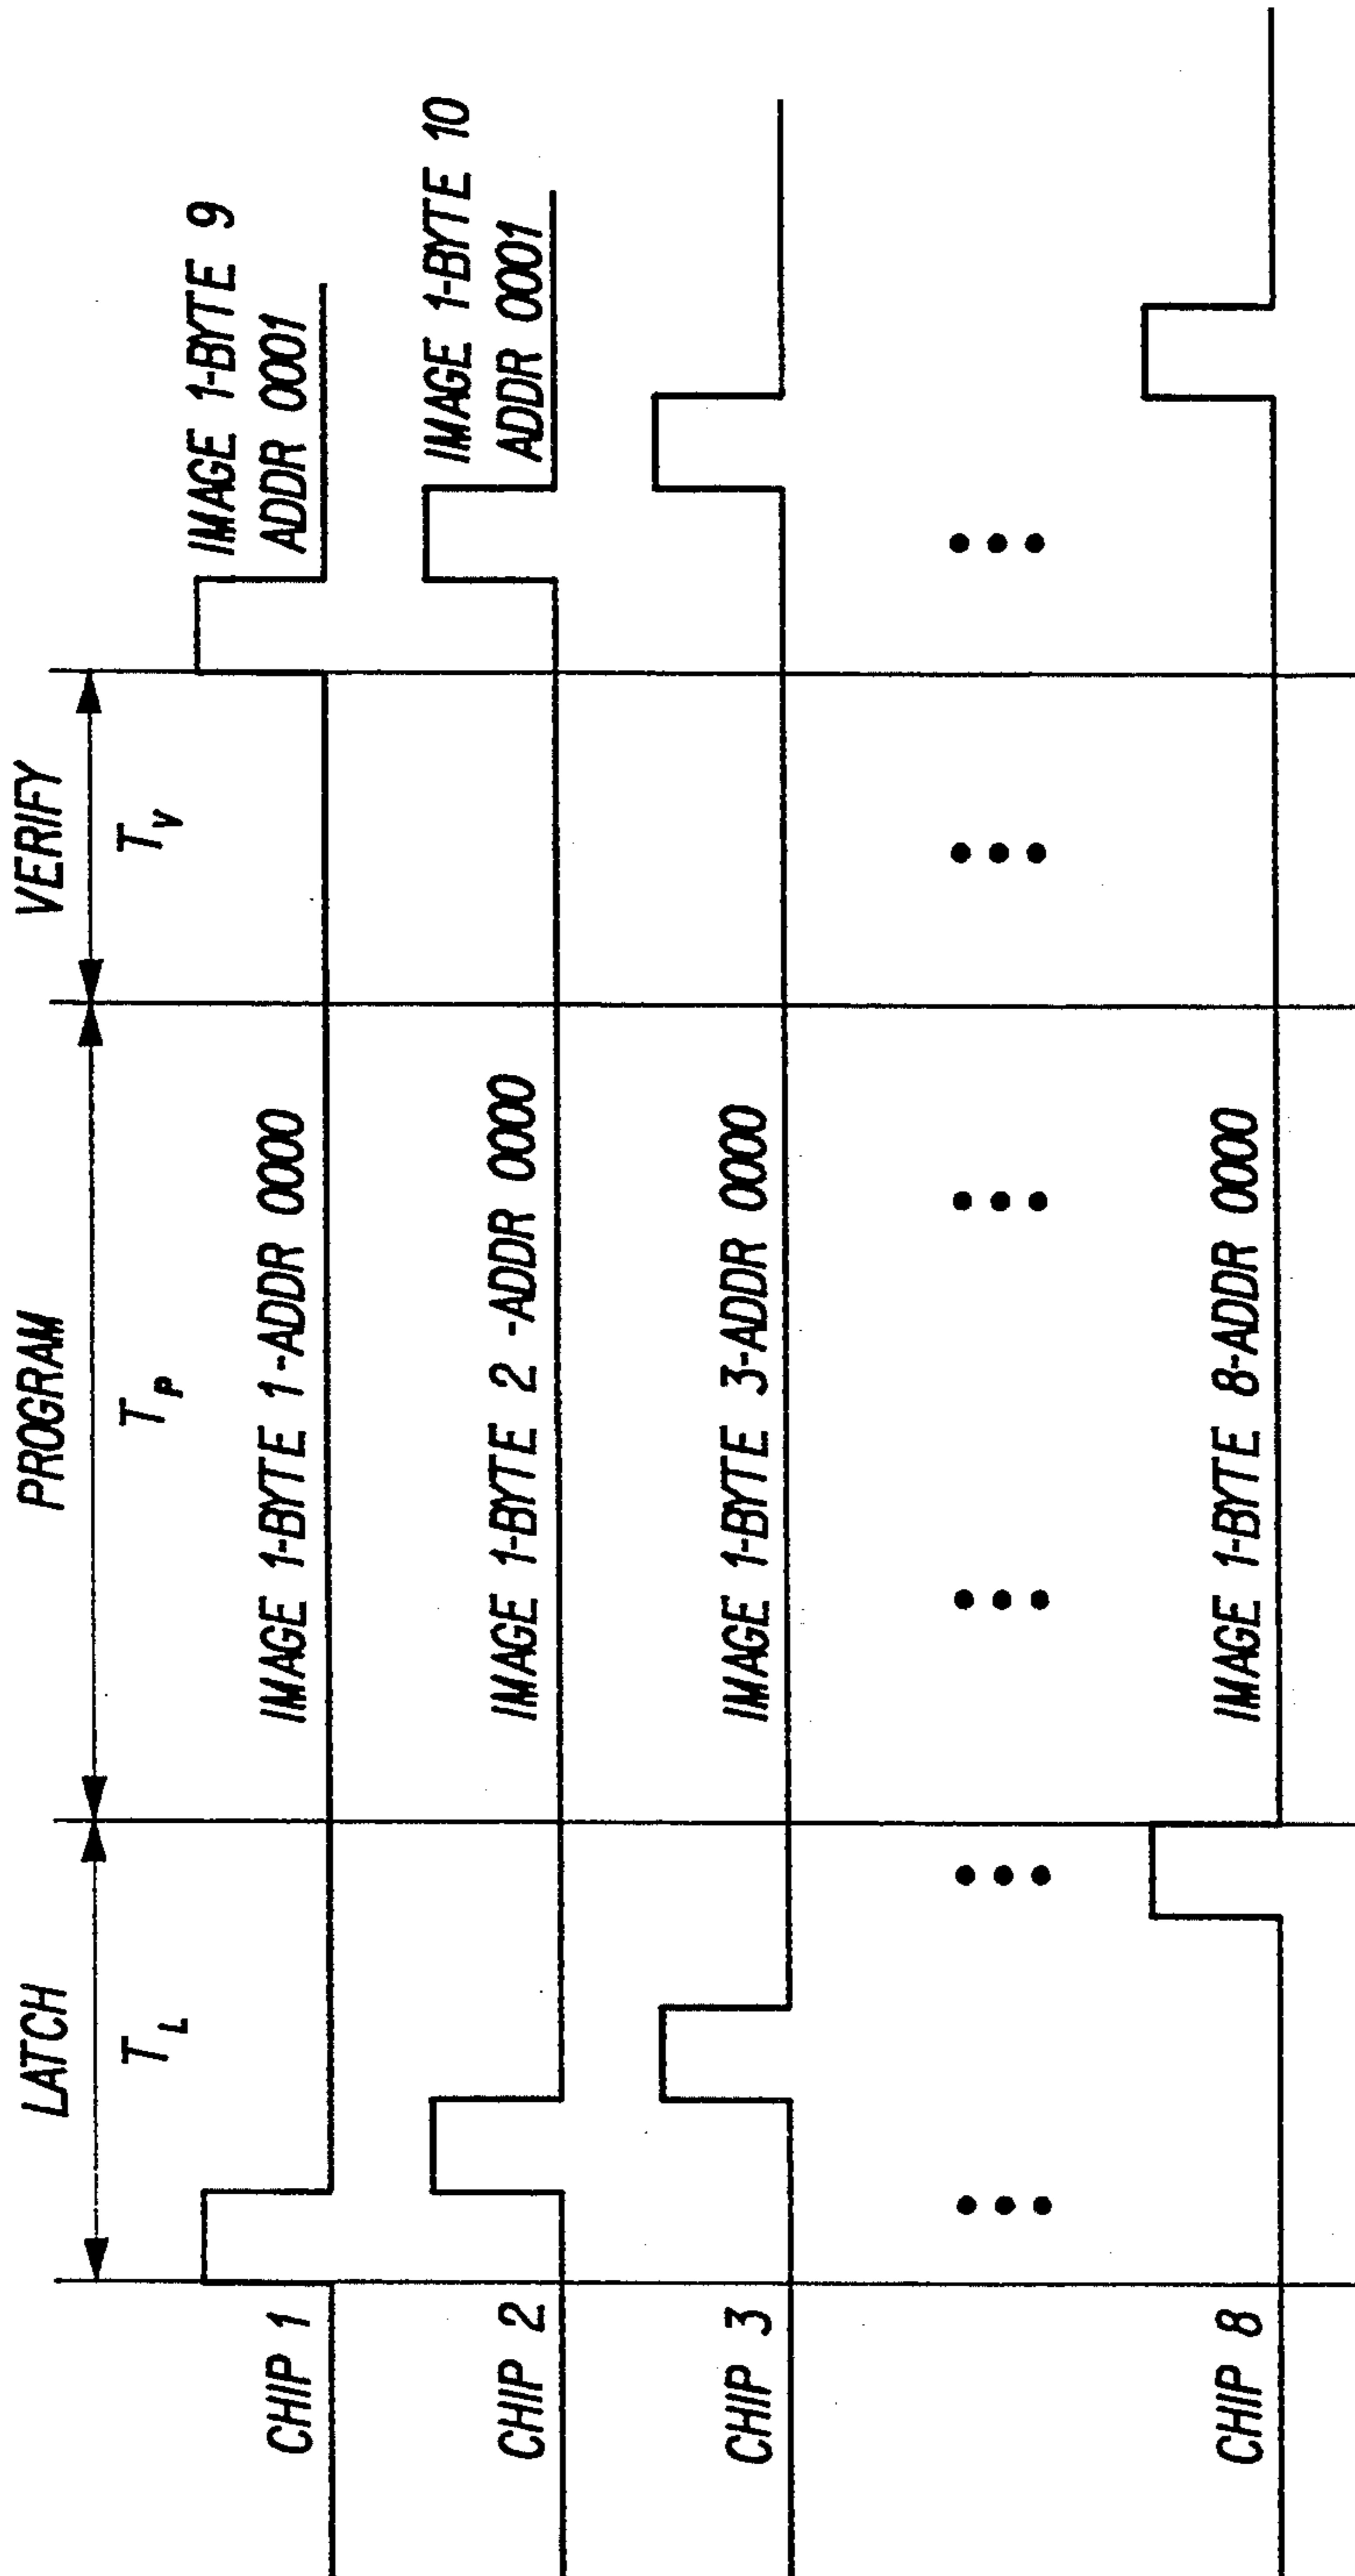 LATCH
PROGRAM
VERIFY
T_L
T_P
T_V
CHIP 1
IMAGE 1-BYTE 1-ADDR 0000
IMAGE 1-BYTE 9
ADDR 0001
CHIP 2
IMAGE 1-BYTE 2 -ADDR 0000
IMAGE 1-BYTE 10
ADDR 0001
CHIP 3
IMAGE 1-BYTE 3-ADDR 0000
CHIP 8
IMAGE 1-BYTE 8-ADDR 0000